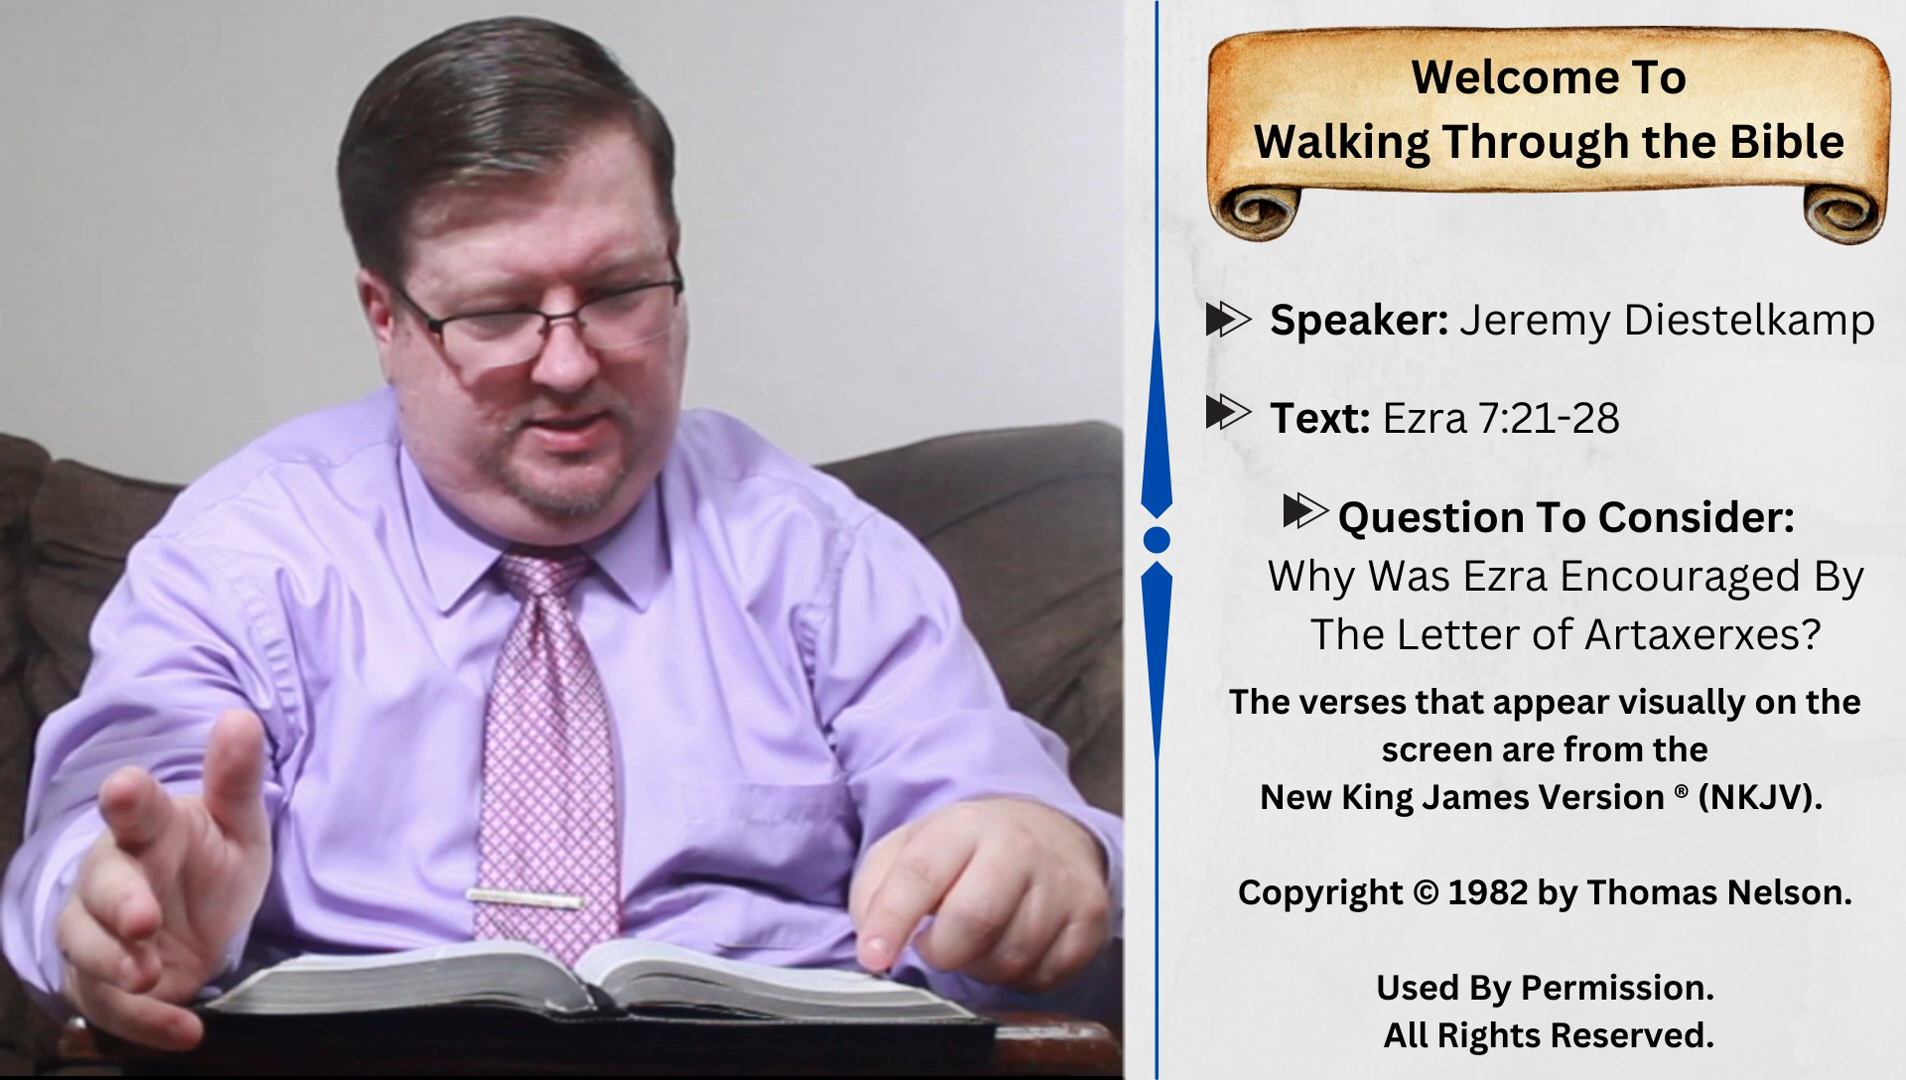 Welcome To
Walking Through the Bible
Speaker: Jeremy Diestelkamp
Text: Ezra 7:21-28
Question To Consider:
Why Was Ezra Encouraged By
The Letter of Artaxerxes?
The verses that appear visually on the
screen are from the
New King James Version ® (NKJV).
Copyright © 1982 by Thomas Nelson.
Used By Permission.
All Rights Reserved.